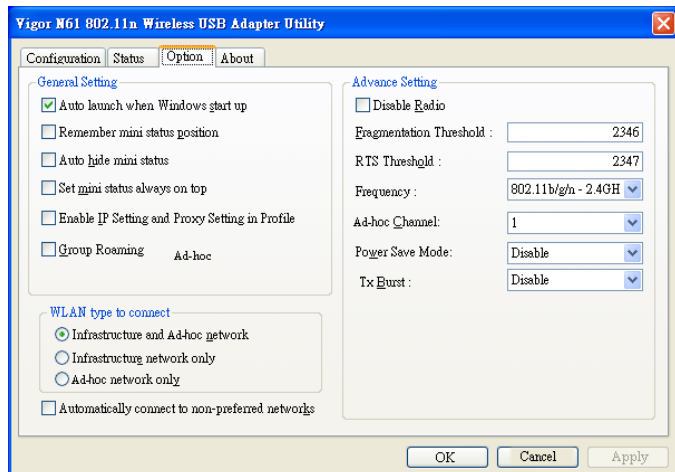 Vigor N61 802.11n Wireless USB Adapter Utility
Configuration Status Option About
General Setting
Auto launch when Windows start up
Remember mini status position
Auto hide mini status
Set mini status always on top
Enable IP Setting and Proxy Setting in Profile
Group Roaming Ad-hoc
WLAN type to connect
Infrastructure and Ad-hoc network
Infrastructure network only
Ad-hoc network only
Automatically connect to non-preferred networks
Advance Setting
Disable Radio
Fragmentation Threshold : 2346
RTS Threshold : 2347
Frequency : 802.11b/g/n - 2.4GH
Ad-hoc Channel: 1
Power Save Mode: Disable
Tx Burst : Disable
OK Cancel Apply